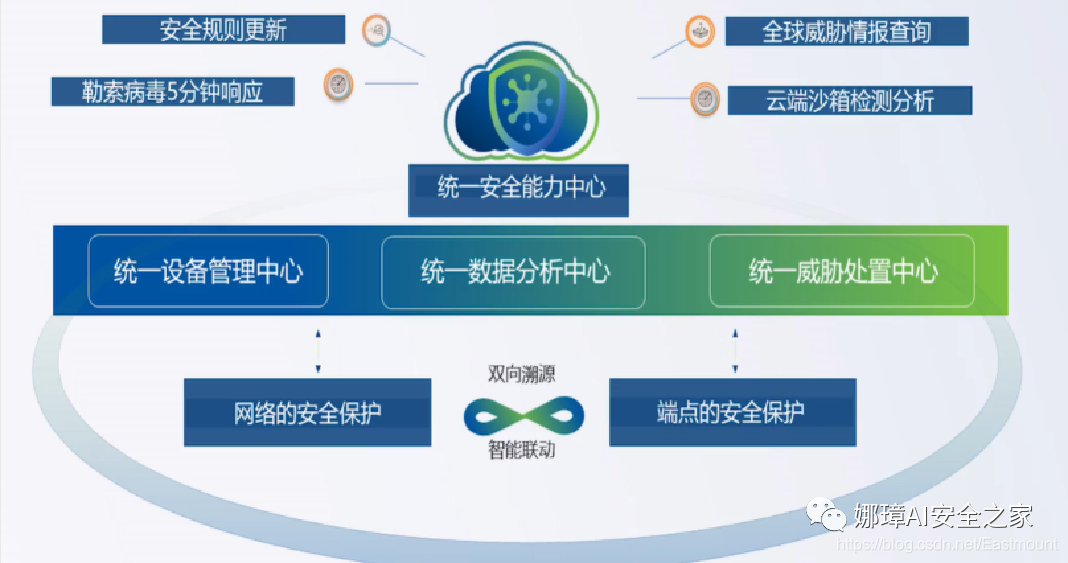 安全规则更新
全球威胁情报查询
勒索病毒5分钟响应
云端沙箱检测分析
统一安全能力中心
统一设备管理中心
统一数据分析中心
统一威胁处置中心
双向溯源
网络的安全保护
端点的安全保护
智能联动
娜璋AI安全之家
https://blog.csdn.net/Eastmount